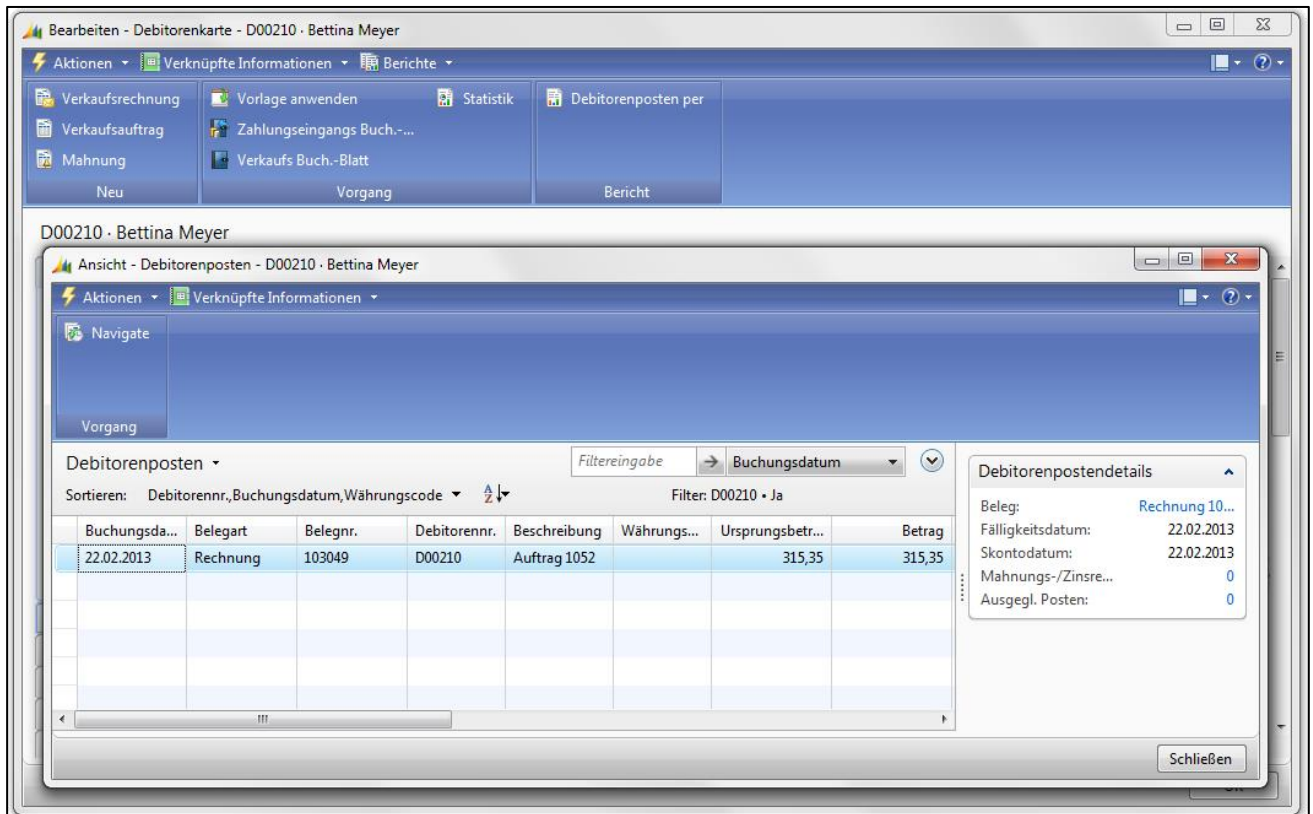 Bearbeiten - Debitorenkarte - D00210 · Bettina Meyer
Aktionen Verknüpfte Informationen Berichte
Verkaufsrechnung Vorlage anwenden Statistik Debitorenposten per
Verkaufsauftrag Zahlungseingangs Buch.-...
Mahnung Verkaufs Buch.-Blatt
Neu Vorgang Bericht
D00210 · Bettina Meyer
Ansicht - Debitorenposten - D00210 · Bettina Meyer
Aktionen Verknüpfte Informationen
Navigate
Vorgang
Debitorenposten Filtereingabe Buchungsdatum
Sortieren: Debitorennr.,Buchungsdatum,Währungscode Filter: D00210 • Ja
Buchungsda... Belegart Belegnr. Debitorennr. Beschreibung Währungs... Ursprungsbetr... Betrag
22.02.2013 Rechnung 103049 D00210 Auftrag 1052 315,35 315,35
Debitorenpostendetails
Beleg: Rechnung 10...
Fälligkeitsdatum: 22.02.2013
Skontodatum: 22.02.2013
Mahnungs-/Zinsre... 0
Ausgegl. Posten: 0
Schließen